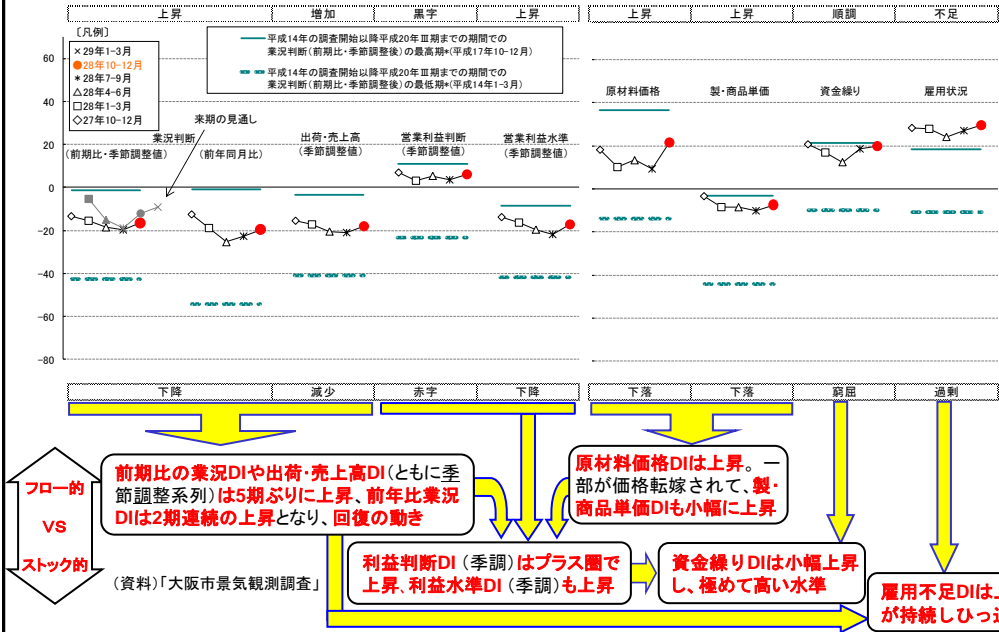 上昇 増加 黒字 上昇 上昇 上昇 順調 不足
〔凡例〕
×29年1-3月
●28年10-12月
*28年7-9月
△28年4-6月
□28年1-3月
◇27年10-12月
平成14年の調査開始以降平成20年Ⅲ期までの期間での
業況判断(前期比・季節調整後)の最高期*(平成17年10-12月)
平成14年の調査開始以降平成20年Ⅲ期までの期間での
業況判断(前期比・季節調整後)の最低期*(平成14年1-3月)
来期の見通し
業況判断
(前期比・季節調整値)
(前年同月比)
出荷・売上高
(季節調整値)
営業利益判断
(季節調整値)
営業利益水準
(季節調整値)
原材料価格
製・商品単価
資金繰り
雇用状況
60
40
20
0
-20
-40
-60
-80
下降 減少 赤字 下降 下落 下落 窮屈 過剰
フロー的
VS
ストック的
前期比の業況DIや出荷・売上高DI(ともに季
節調整系列)は5期ぶりに上昇、前年比業況
DIは2期連続の上昇となり、回復の動き
原材料価格DIは上昇。一
部が価格転嫁されて、製・
商品単価DIも小幅に上昇
利益判断DI (季調)はプラス圏で
上昇、利益水準DI (季調)も上昇
資金繰りDIは小幅上昇
し、極めて高い水準
雇用不足DIは
が持続しひっ
(資料)「大阪市景気観測調査」